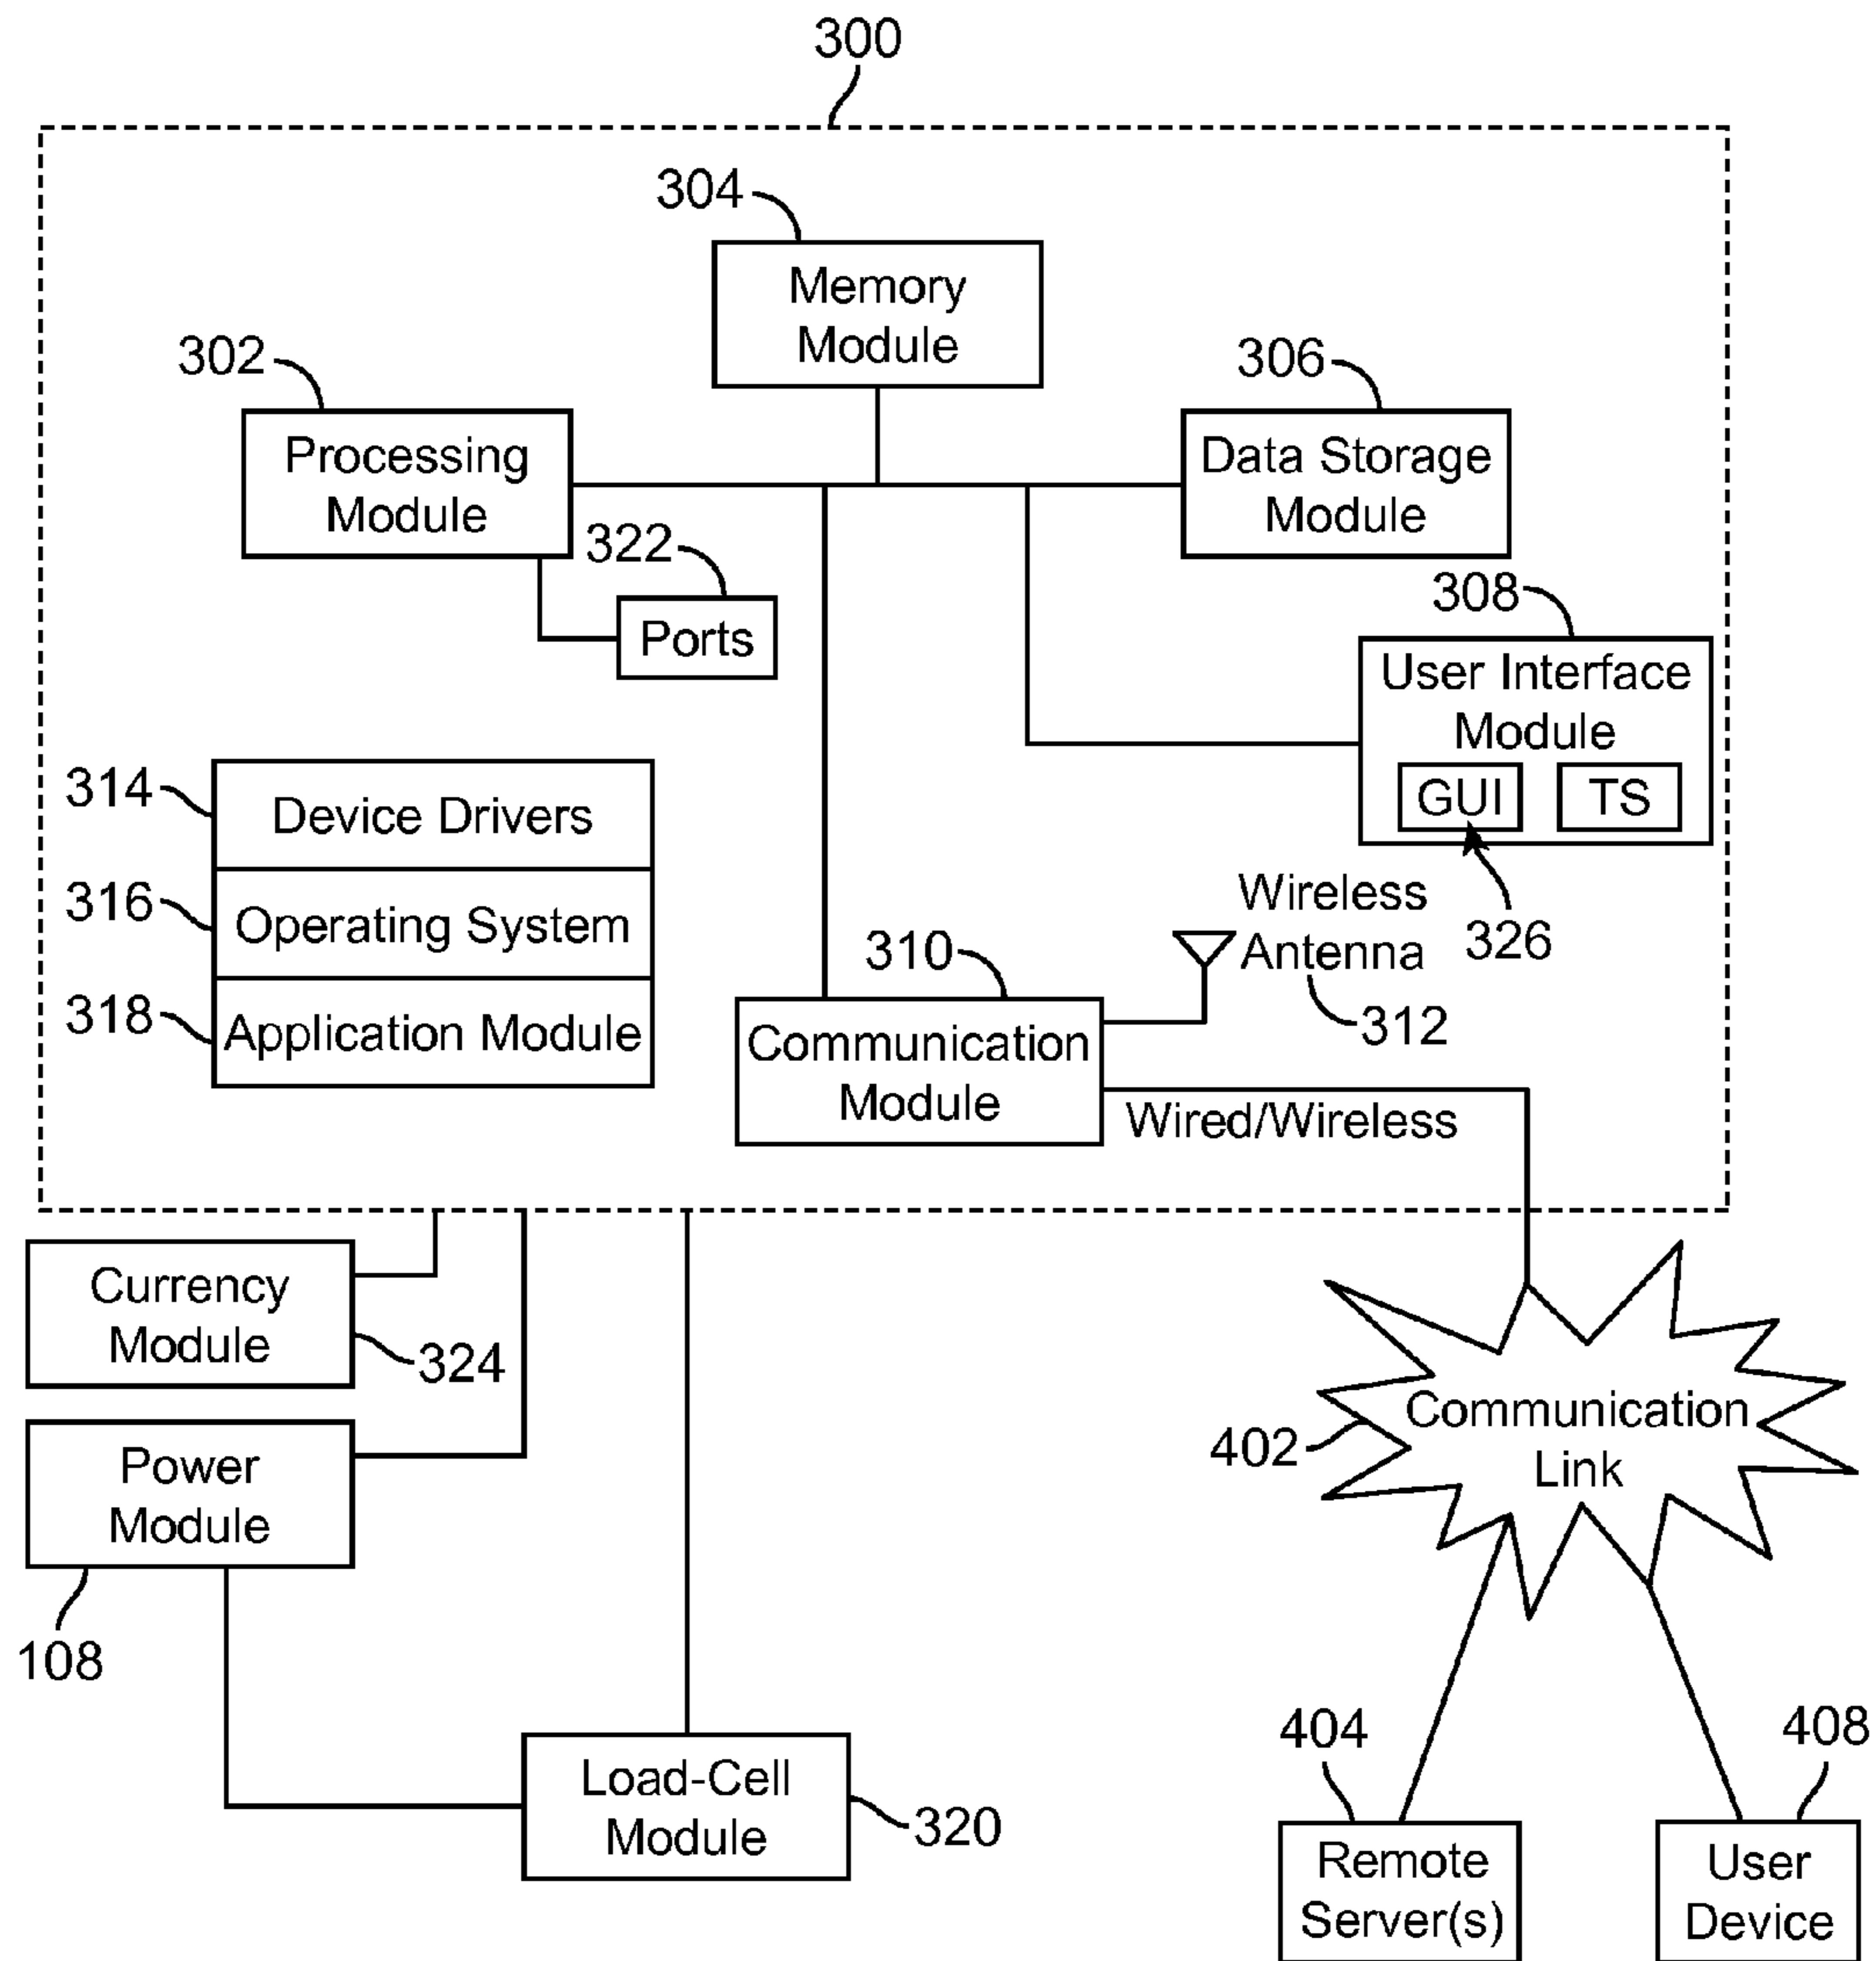 300
304
Memory
Module
302
Processing
Module
306
Data Storage
Module
322
Ports
308
User Interface
Module
GUI
TS
326
314
Device Drivers
316
Operating System
318
Application Module
310
Communication
Module
Wireless
Antenna
312
Wired/Wireless
Currency
Module
324
Power
Module
108
Communication
Link
402
Load-Cell
Module
320
404
Remote
Server(s)
408
User
Device